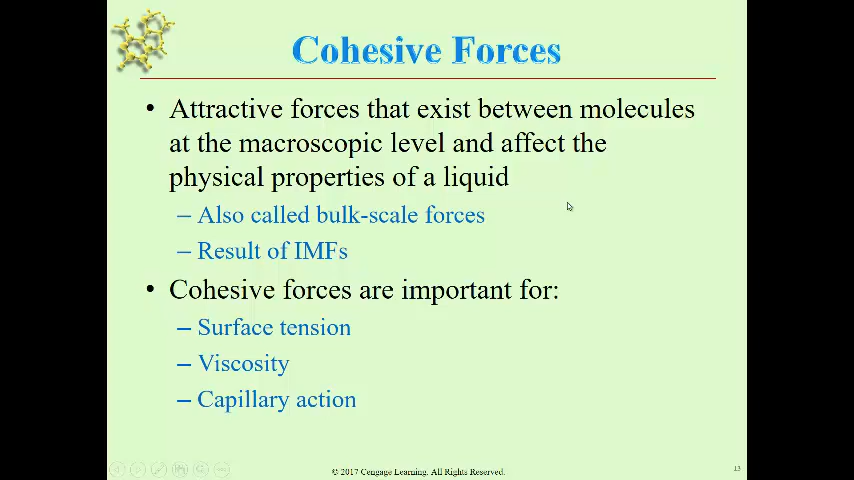 Cohesive Forces
• Attractive forces that exist between molecules
at the macroscopic level and affect the
physical properties of a liquid
– Also called bulk-scale forces
– Result of IMFs
• Cohesive forces are important for:
– Surface tension
– Viscosity
– Capillary action
© 2017 Cengage Learning. All Rights Reserved.
13